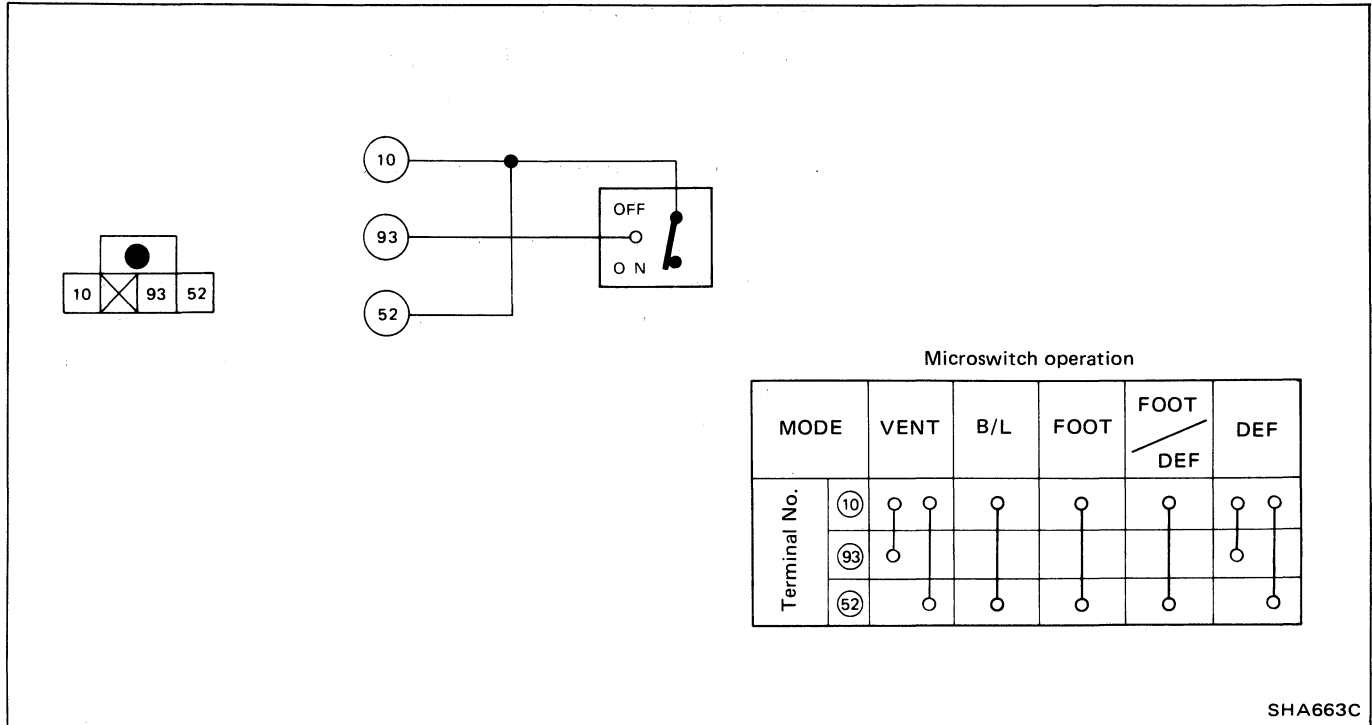 10
93
52
OFF
O N
10 93 52
Microswitch operation
MODE VENT B/L FOOT FOOT / DEF DEF
Terminal No.
10
93
52
SHA663C